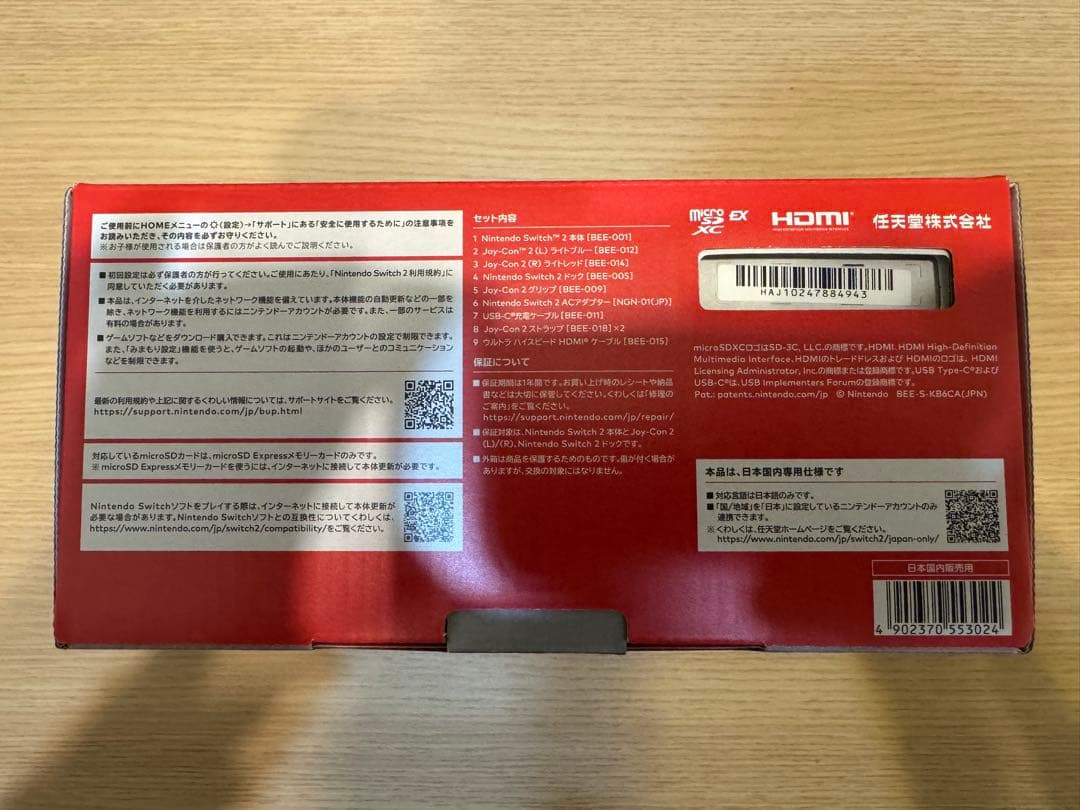 ご使用前にHOMEメニューの (設定)→「サポート」にある「安全に使用するために」の注意事項を
お読みいただき、その内容を必ずお守りください。
※お子様が使用される場合は保護者の方がよく読んでご説明ください。
■ 初回設定は必ず保護者の方が行ってください。ご使用にあたり、「Nintendo Switch 2 利用規約」に
同意していただく必要があります。
■ 本品は、インターネットを介したネットワーク機能を備えています。本体機能の自動更新などの一部を
除き、ネットワーク機能を利用するにはニンテンドーアカウントが必要です。また、一部のサービスは
有料の場合があります。
■ ゲームソフトなどをダウンロード購入できます。これはニンテンドーアカウントの設定で制限できます。
また、「みまもり設定」機能を使うと、ゲームソフトの起動や、ほかのユーザーとのコミュニケーション
などを制限できます。
最新の利用規約や上記に関するくわしい情報については、サポートサイトをご覧ください。
https://support.nintendo.com/jp/bup.html
対応しているmicroSDカードは、microSD Expressメモリーカードのみです。
※ microSD Expressメモリーカードを使うには、インターネットに接続して本体更新が必要です。
Nintendo Switchソフトをプレイする際は、インターネットに接続して本体更新が
必要な場合があります。Nintendo Switchソフトとの互換性についてくわしくは、
https://www.nintendo.com/jp/switch2/compatibility/をご覧ください。
セット内容
1 Nintendo Switch™ 2 本体 [BEE-001]
2 Joy-Con™ 2 (L) ライトブルー [BEE-012]
3 Joy-Con 2 (R) ライトレッド [BEE-014]
4 Nintendo Switch 2 ドック [BEE-005]
5 Joy-Con 2 グリップ [BEE-009]
6 Nintendo Switch 2 ACアダプター [NGN-01(JP)]
7 USB-C®充電ケーブル [BEE-011]
8 Joy-Con 2 ストラップ [BEE-018]×2
9 ウルトラ ハイスピード HDMI® ケーブル [BEE-015]
保証について
■ 保証期間は1年間です。お買い上げ時のレシートや納品
書などは大切に保管してください。くわしくは「修理の
ご案内」をご覧ください。
https://support.nintendo.com/jp/repair/
■ 保証対象は、Nintendo Switch 2 本体とJoy-Con 2
(L)/(R)、Nintendo Switch 2 ドックです。
■ 外箱は商品を保護するためのものです。傷が付く場合が
ありますが、交換の対象にはなりません。
micro SD XC EX
HDMI®
HIGH-DEFINITION MULTIMEDIA INTERFACE
任天堂株式会社
HAJ10247884943
microSDXCロゴはSD-3C, LLC.の商標です。HDMI、HDMI High-Definition
Multimedia Interface、HDMIのトレードドレスおよび HDMIのロゴは、HDMI
Licensing Administrator, Inc.の商標または登録商標です。USB Type-C®および
USB-C®は、USB Implementers Forumの登録商標です。
Pat.: patents.nintendo.com/jp © Nintendo BEE-S-KB6CA(JPN)
本品は、日本国内専用仕様です
■ 対応言語は日本語のみです。
■ 「国/地域」を「日本」に設定しているニンテンドーアカウントのみ
連携できます。
※ くわしくは、任天堂ホームページをご覧ください。
https://www.nintendo.com/jp/switch2/japan-only/
日本国内販売用
4 902370 553024